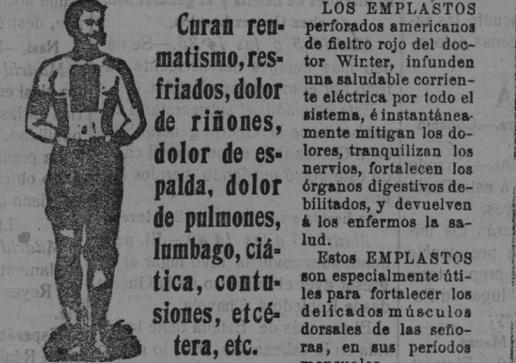 Curan reu-
matismo, res-
friados, dolor
de riñones,
dolor de es-
palda, dolor
de pulmones,
lumbago, ciá-
tica, contu-
siones, etcé-
tera, etc.
LOS EMPLASTOS
perforados americanos
de fieltro rojo del doc-
tor Winter, infunden
una saludable corrien-
te eléctrica por todo el
sistema, é instantánea-
mente mitigan los do-
lores, tranquilizan los
nervios, fortalecen los
órganos digestivos de-
bilitados, y devuelven
á los enfermos la sa-
lud.
Estos EMPLASTOS
son especialmente úti-
les para fortalecer los
delicados músculos
dorsales de las seño-
ras, en sus períodos